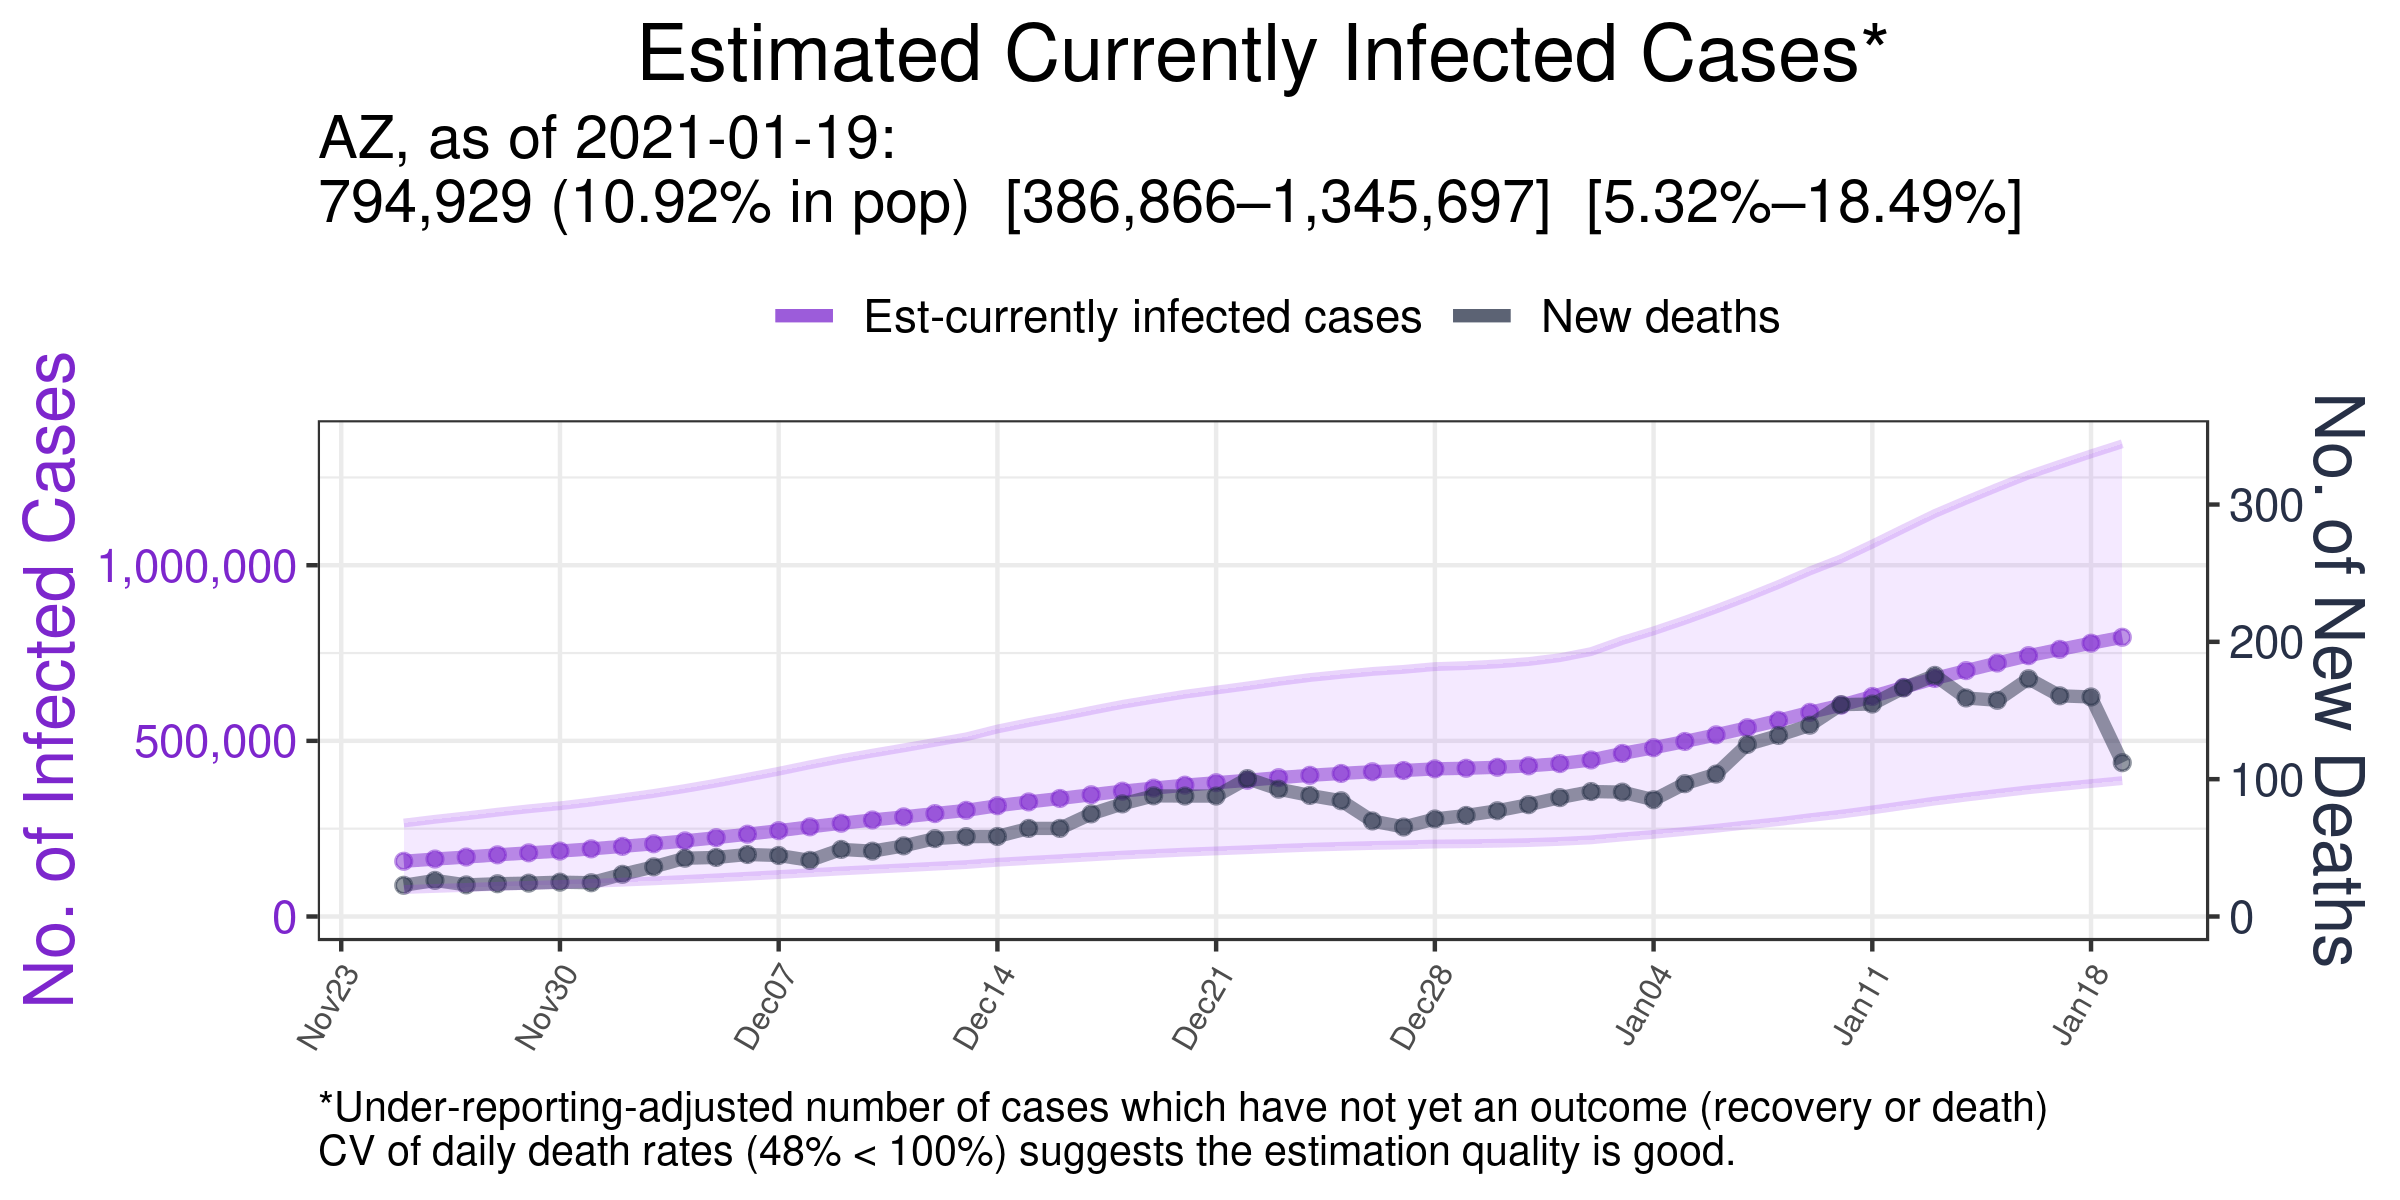 Estimated Currently Infected Cases*
AZ, as of 2021-01-19:
794,929 (10.92% in pop)  [386,866–1,345,697]  [5.32%–18.49%]
Est-currently infected cases
New deaths
No. of Infected Cases
1,000,000
500,000
0
No. of New Deaths
300
200
100
0
Nov23
Nov30
Dec07
Dec14
Dec21
Dec28
Jan04
Jan11
Jan18
*Under-reporting-adjusted number of cases which have not yet an outcome (recovery or death)
CV of daily death rates (48% < 100%) suggests the estimation quality is good.